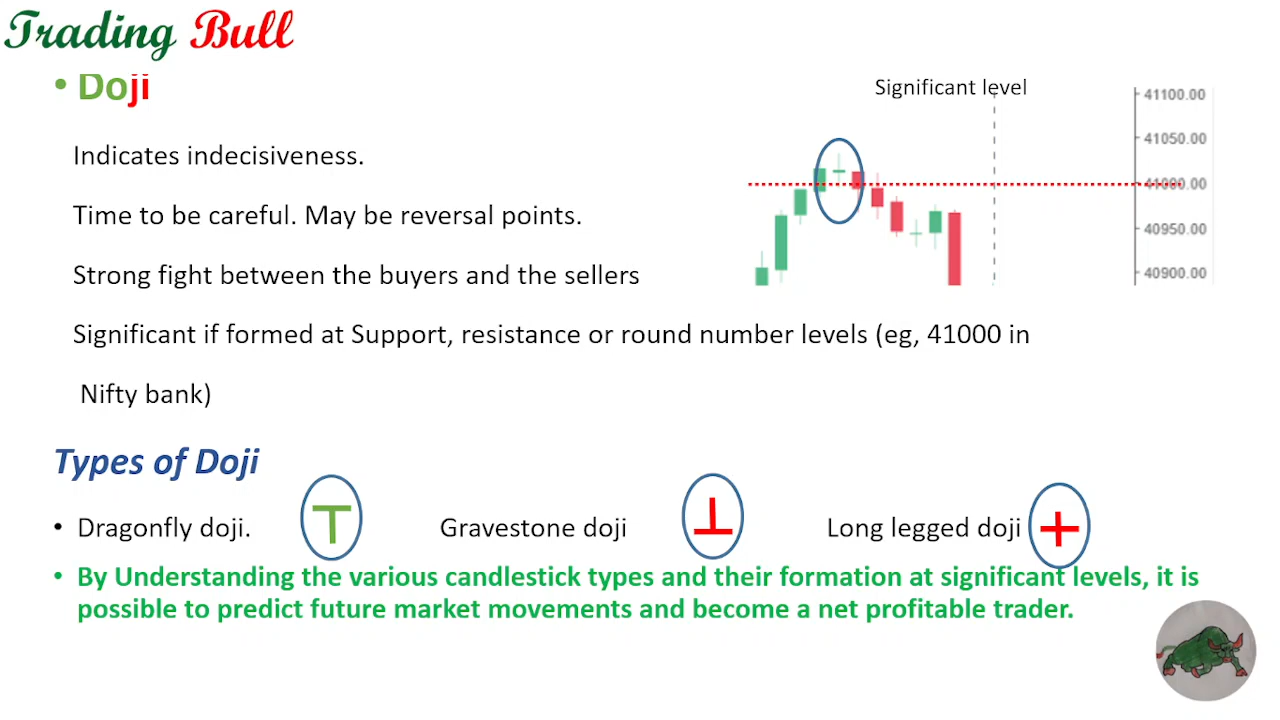 Trading Bull
• Doji
Significant level
41100.00
41050.00
41000.00
40950.00
40900.00
Indicates indecisiveness.
Time to be careful. May be reversal points.
Strong fight between the buyers and the sellers
Significant if formed at Support, resistance or round number levels (eg, 41000 in
Nifty bank)
Types of Doji
• Dragonfly doji. Gravestone doji Long legged doji
• By Understanding the various candlestick types and their formation at significant levels, it is
possible to predict future market movements and become a net profitable trader.